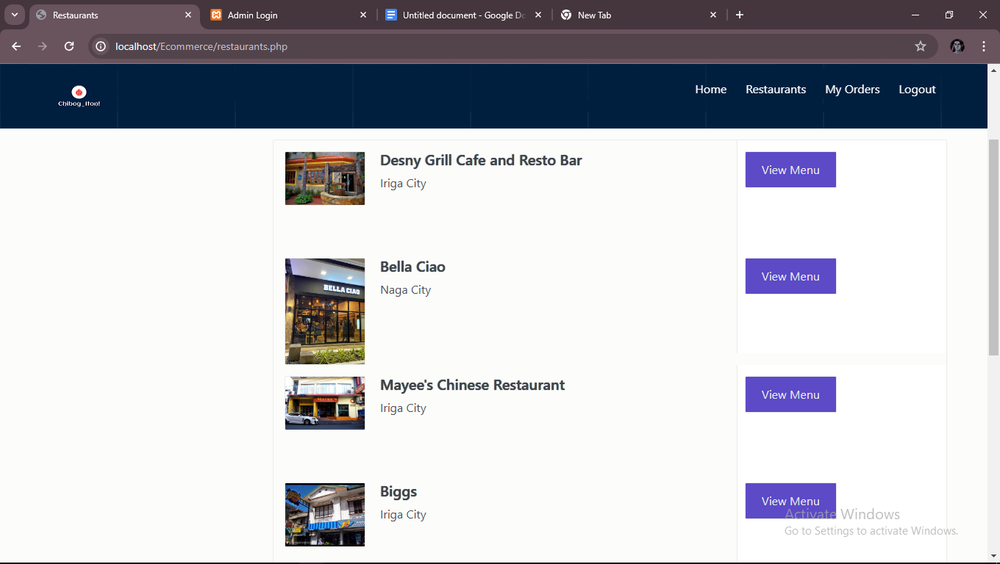 Restaurants
Admin Login
Untitled document - Google Do
New Tab
localhost/Ecommerce/restaurants.php
Chibog_Iton!
Home
Restaurants
My Orders
Logout
Desny Grill Cafe and Resto Bar
Iriga City
View Menu
BELLA CIAO
Bella Ciao
Naga City
View Menu
Mayee's Chinese Restaurant
Iriga City
View Menu
Biggs
Iriga City
View Menu
Activate Windows
Go to Settings to activate Windows.